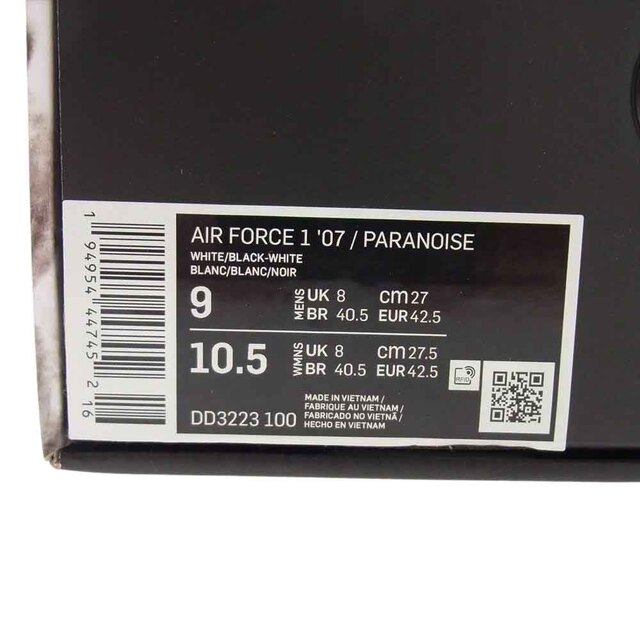 AIR FORCE 1 '07 / PARANOISE
WHITE/BLACK-WHITE
BLANC/BLANC/NOIR
9 MENS UK 8 cm 27
BR 40.5 EUR 42.5
10.5 WMNS UK 8 cm 27.5
BR 40.5 EUR 42.5
RFID
DD3223 100
MADE IN VIETNAM /
FABRIQUE AU VIETNAM /
FABRICADO NO VIETNÃ /
HECHO EN VIETNAM
1 94954 44745 2 16